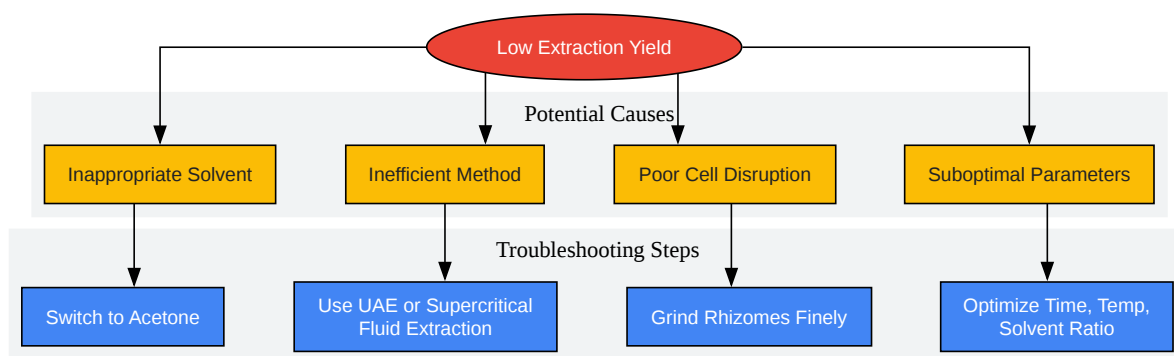 Low Extraction Yield
Potential Causes
Inappropriate Solvent
Inefficient Method
Poor Cell Disruption
Suboptimal Parameters
Troubleshooting Steps
Switch to Acetone
Use UAE or Supercritical
Fluid Extraction
Grind Rhizomes Finely
Optimize Time, Temp,
Solvent Ratio